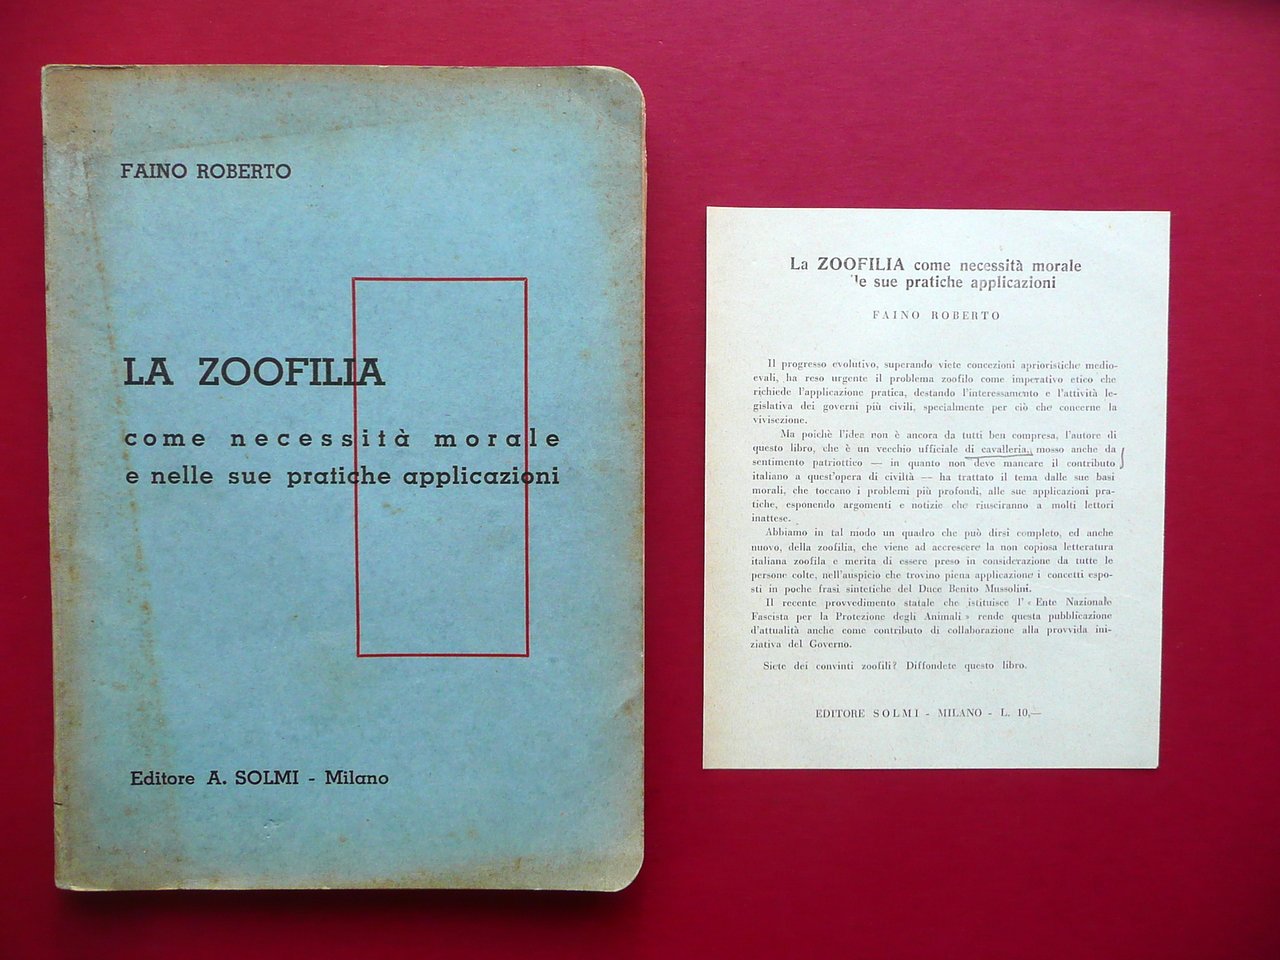 FAINO ROBERTO
LA ZOOFILIA
come necessità morale
e nelle sue pratiche applicazioni
Editore A. SOLMI - Milano
La ZOOFILIA come necessità morale
le sue pratiche applicazioni
FAINO ROBERTO
Il progresso evolutivo, superando viete concezioni aprioristiche medio-
evali, ha reso urgente il problema zoofilo come imperativo etico che
richiede l'applicazione pratica, destando l'interessamento e l'attività le-
gislativa dei governi più civili, specialmente per ciò che concerne la
vivisezione.
Ma poichè l'idea non è ancora da tutti ben compresa, l'autore di
questo libro, che è un vecchio ufficiale di cavalleria, mosso anche da
sentimento patriottico — in quanto non deve mancare il contributo
italiano a quest'opera di civiltà — ha trattato il tema dalle sue basi
morali, che toccano i problemi più profondi, alle sue applicazioni pra-
tiche, esponendo argomenti e notizie che riusciranno a molti lettori
inattese.
Abbiamo in tal modo un quadro che può dirsi completo, ed anche
nuovo, della zoofilia, che viene ad accrescere la non copiosa letteratura
italiana zoofila e merita di essere preso in considerazione da tutte le
persone colte, nell'auspicio che trovino piena applicazione i concetti espo-
sti in poche frasi sintetiche del Duce Benito Mussolini.
Il recente provvedimento statale che istituisce l' « Ente Nazionale
Fascista per la Protezione degli Animali » rende questa pubblicazione
d'attualità anche come contributo di collaborazione alla provvida ini-
ziativa del Governo.
Siete dei convinti zoofili? Diffondete questo libro.
EDITORE SOLMI - MILANO - L. 10,—